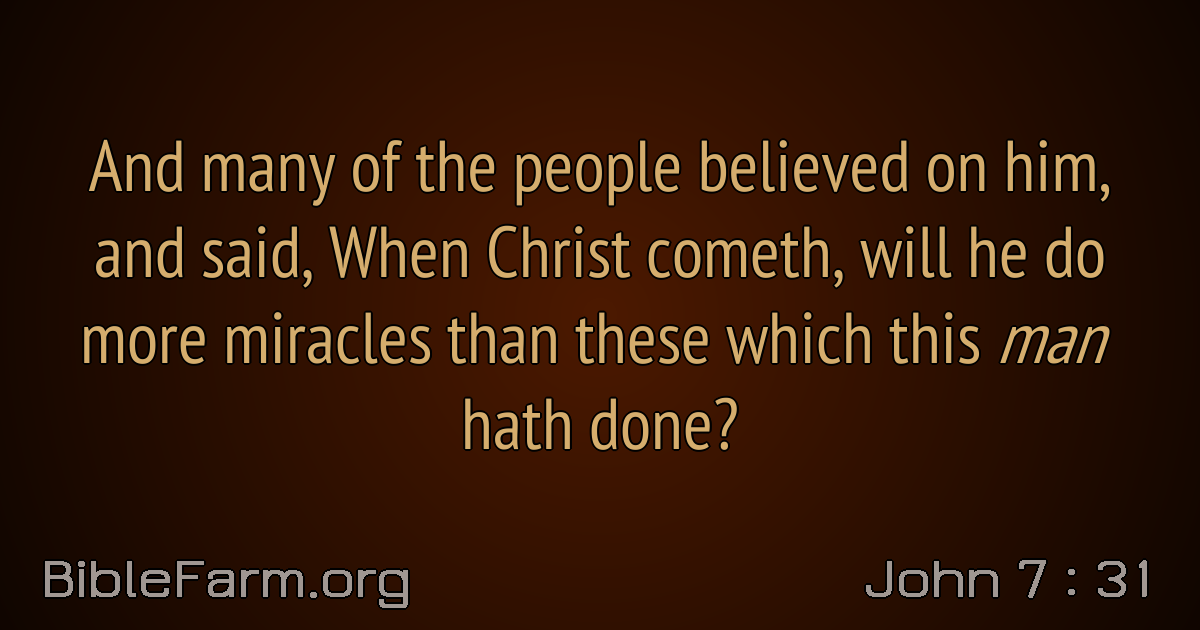 And many of the people believed on him,
and said, When Christ cometh, will he do
more miracles than these which this man
hath done?
BibleFarm.org
John 7 : 31